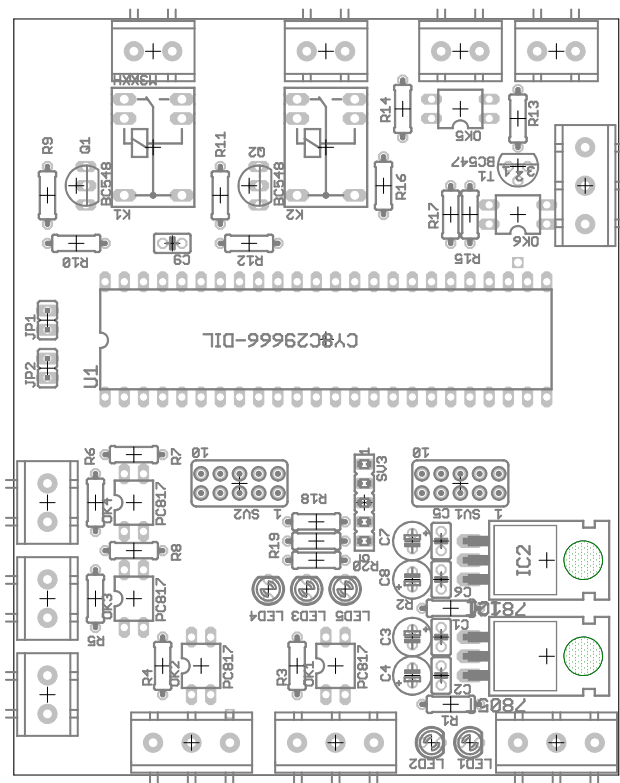 R9
Q1
BC548
K1
R11
Q2
BC548
K2
R14
OK5
R13
T1
BC547
321
R16
R17
R15
OK6
R10
C9
R12
JP1
JP2
U1
CY8C29666-DIL
R6
R7
OK4
PC817
R8
OK3
PC817
R5
10
SV2
1
R18
R19
R20
1
SV3
10
SV1
1
C5
C7
C8
C6
R2
IC2
7810
LED4
LED3
LED5
C3
C1
C4
C2
7805
R1
R4
OK2
PC817
R3
OK1
PC817
LED2
LED1